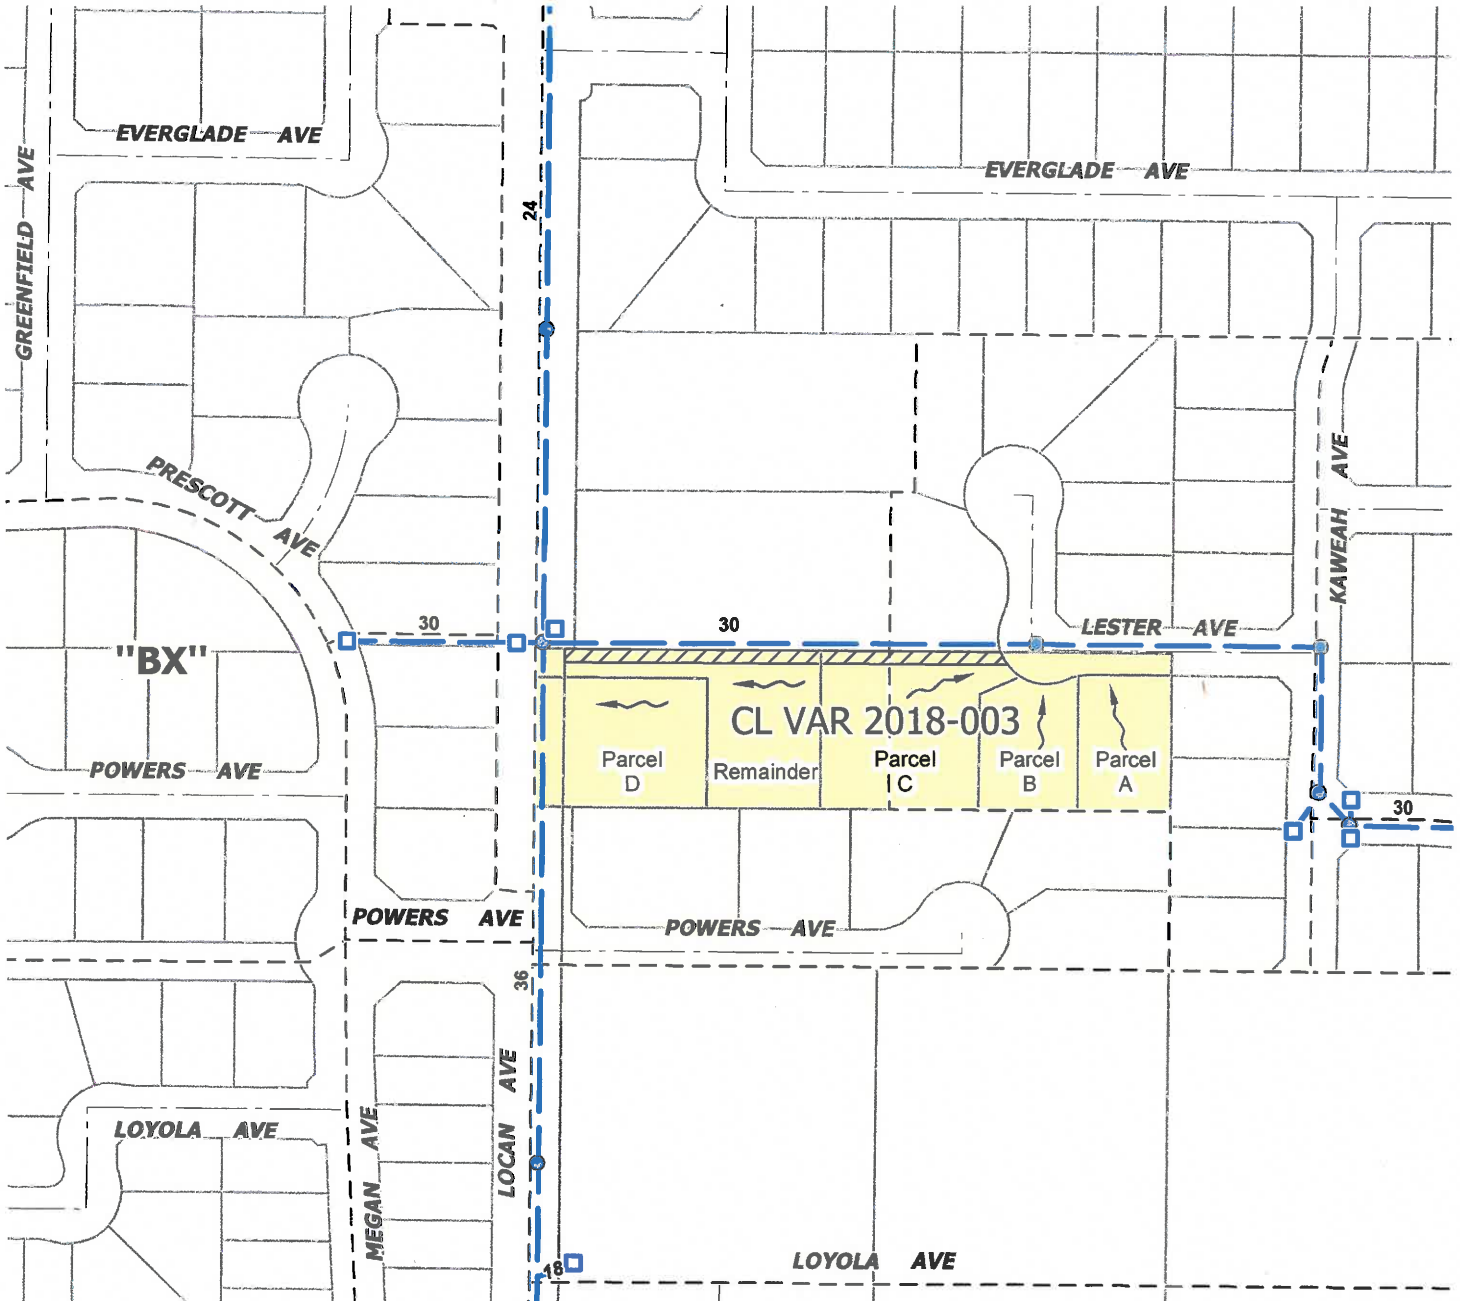 EVERGLADE AVE
GREENFIELD AVE
EVERGLADE AVE
24
PRESCOTT AVE
KAWEAH AVE
30
30
LESTER AVE
"BX"
CL VAR 2018-003
Parcel
D
Remainder
Parcel
C
Parcel
B
Parcel
A
POWERS AVE
30
POWERS AVE
POWERS AVE
36
LOCAN AVE
MEGAN AVE
LOYOLA AVE
LOYOLA AVE
18